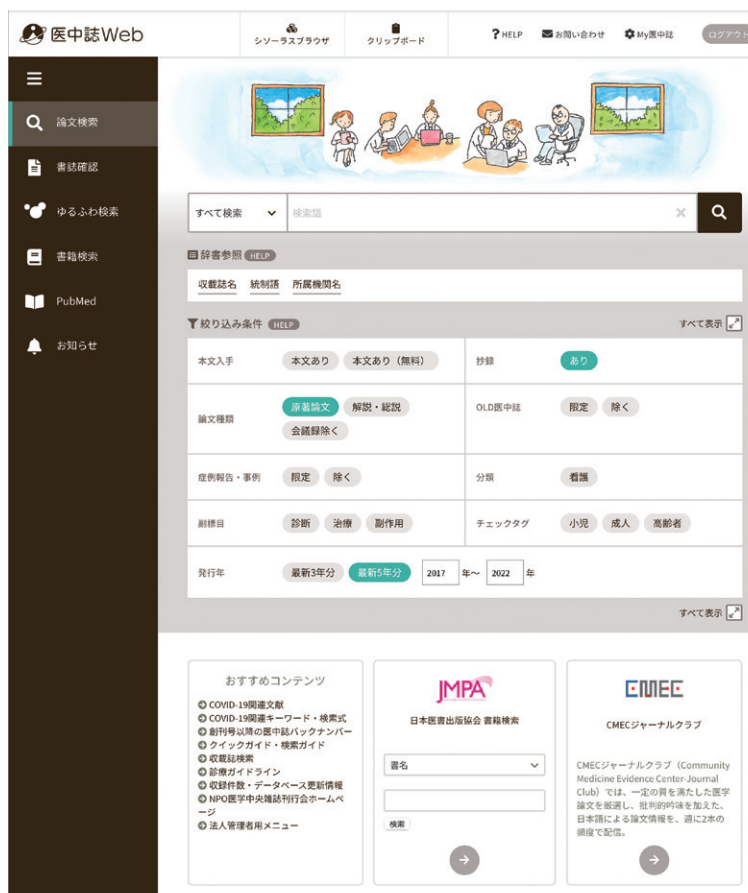 医中誌Web
シソーラスブラウザ
クリップボード
? HELP
お問い合わせ
My医中誌
ログアウト
論文検索
書誌確認
ゆるふわ検索
書籍検索
PubMed
お知らせ
すべて検索
検索語
辞書参照 HELP
収載誌名 統制語 所属機関名
絞り込み条件 HELP
すべて表示
本文入手 本文あり 本文あり（無料）
抄録 あり
論文種類 原著論文 解説・総説
会議録除く
OLD医中誌 限定 除く
症例報告・事例 限定 除く
分類 看護
副標目 診断 治療 副作用
チェックタグ 小児 成人 高齢者
発行年 最新3年分 最新5年分 2017 年～ 2022 年
すべて表示
おすすめコンテンツ
COVID-19関連文献
COVID-19関連キーワード・検索式
創刊号以降の医中誌バックナンバー
クイックガイド・検索ガイド
収載誌検索
診療ガイドライン
収録件数・データベース更新情報
NPO医学中央雑誌刊行会ホームペ
ージ
法人管理者用メニュー
JMPA
日本医書出版協会 書籍検索
書名
検索
CMEC
CMECジャーナルクラブ
CMECジャーナルクラブ（Community
Medicine Evidence Center-Journal
Club）では、一定の質を満たした医学
論文を厳選し、批判的吟味を加えた、
日本語による論文情報を、週に2本の
頻度で配信。